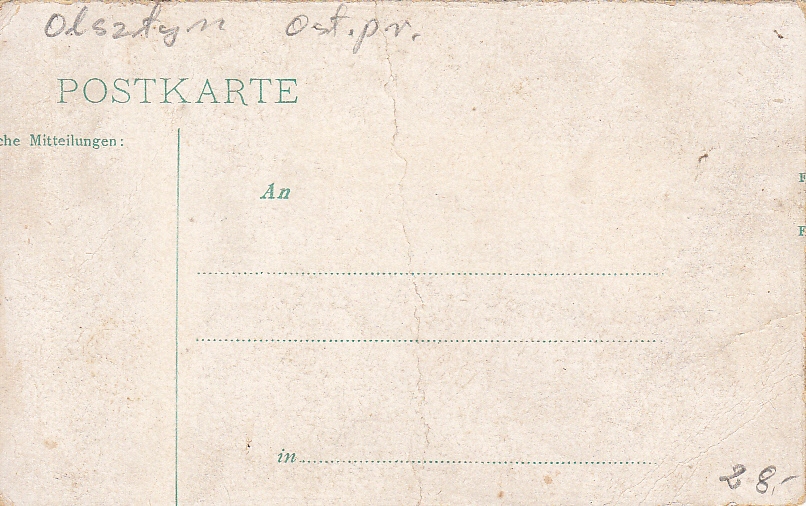 Olsztyn Ost.pr.
POSTKARTE
che Mitteilungen:
An
F
F
in
28,-